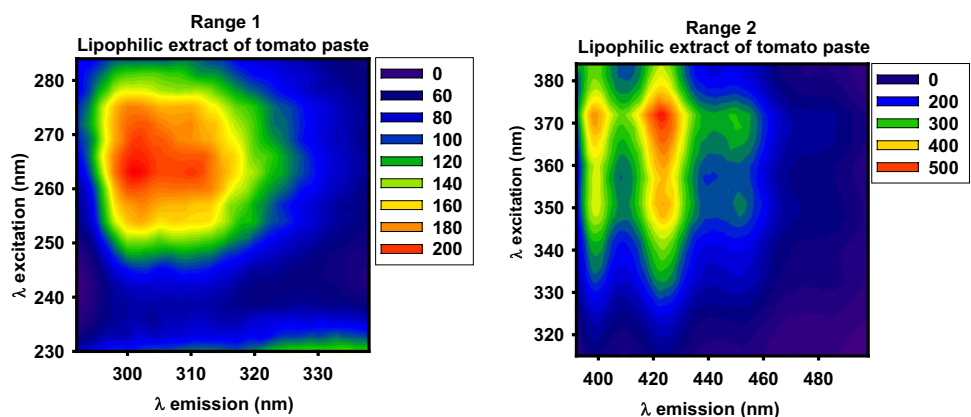 Range 1
Lipophilic extract of tomato paste
280
270
260
250
240
230
λ excitation (nm)
300 310 320 330
λ emission (nm)
0
60
80
100
120
140
160
180
200
Range 2
Lipophilic extract of tomato paste
380
370
360
350
340
330
320
λ excitation (nm)
400 420 440 460 480
λ emission (nm)
0
200
300
400
500